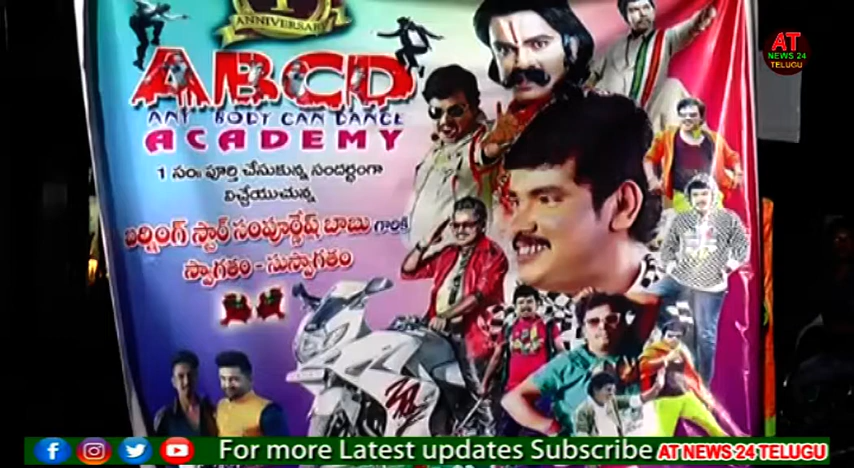 1
ANNIVERSARY
AT
NEWS 24
TELUGU
ABCD
ANY BODY CAN DANCE
ACADEMY
1 సం॥ పూర్తి చేసుకున్న సందర్భంగా
విచ్చేయుచున్న
బర్నింగ్ స్టార్ సంపూర్ణేష్ బాబు గారికి
స్వాగతం - సుస్వాగతం
For more Latest updates Subscribe AT NEWS 24 TELUGU